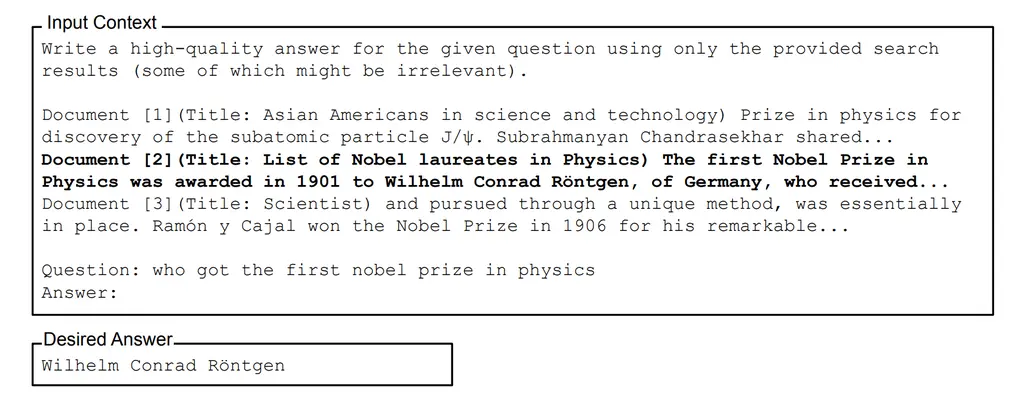 Input Context
Write a high-quality answer for the given question using only the provided search
results (some of which might be irrelevant).
Document [1](Title: Asian Americans in science and technology) Prize in physics for
discovery of the subatomic particle J/ψ. Subrahmanyan Chandrasekhar shared...
Document [2](Title: List of Nobel laureates in Physics) The first Nobel Prize in
Physics was awarded in 1901 to Wilhelm Conrad Röntgen, of Germany, who received...
Document [3](Title: Scientist) and pursued through a unique method, was essentially
in place. Ramón y Cajal won the Nobel Prize in 1906 for his remarkable...
Question: who got the first nobel prize in physics
Answer:
Desired Answer
Wilhelm Conrad Röntgen